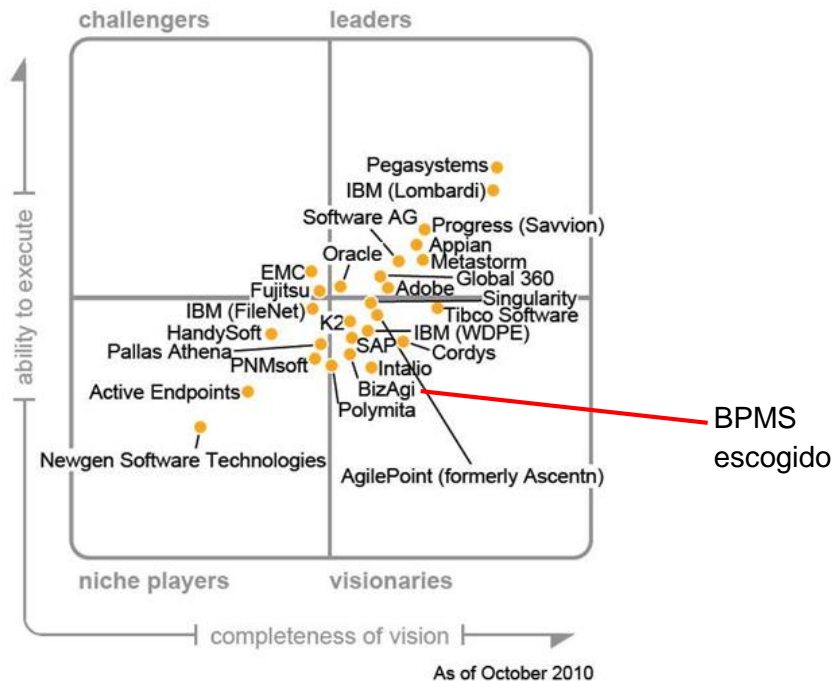 challengers
leaders
Pegasystems
IBM (Lombardi)
Software AG
Progress (Savvion)
Appian
Oracle
Metastorm
EMC
Global 360
Fujitsu
Adobe
Singularity
IBM (FileNet)
Tibco Software
K2
HandySoft
IBM (WDPE)
Pallas Athena
SAP
Cordys
PNMsoft
Intalio
Active Endpoints
BizAgi
Polymita
BPMS
escogido
Newgen Software Technologies
AgilePoint (formerly Ascentn)
niche players
visionaries
ability to execute
completeness of vision
As of October 2010